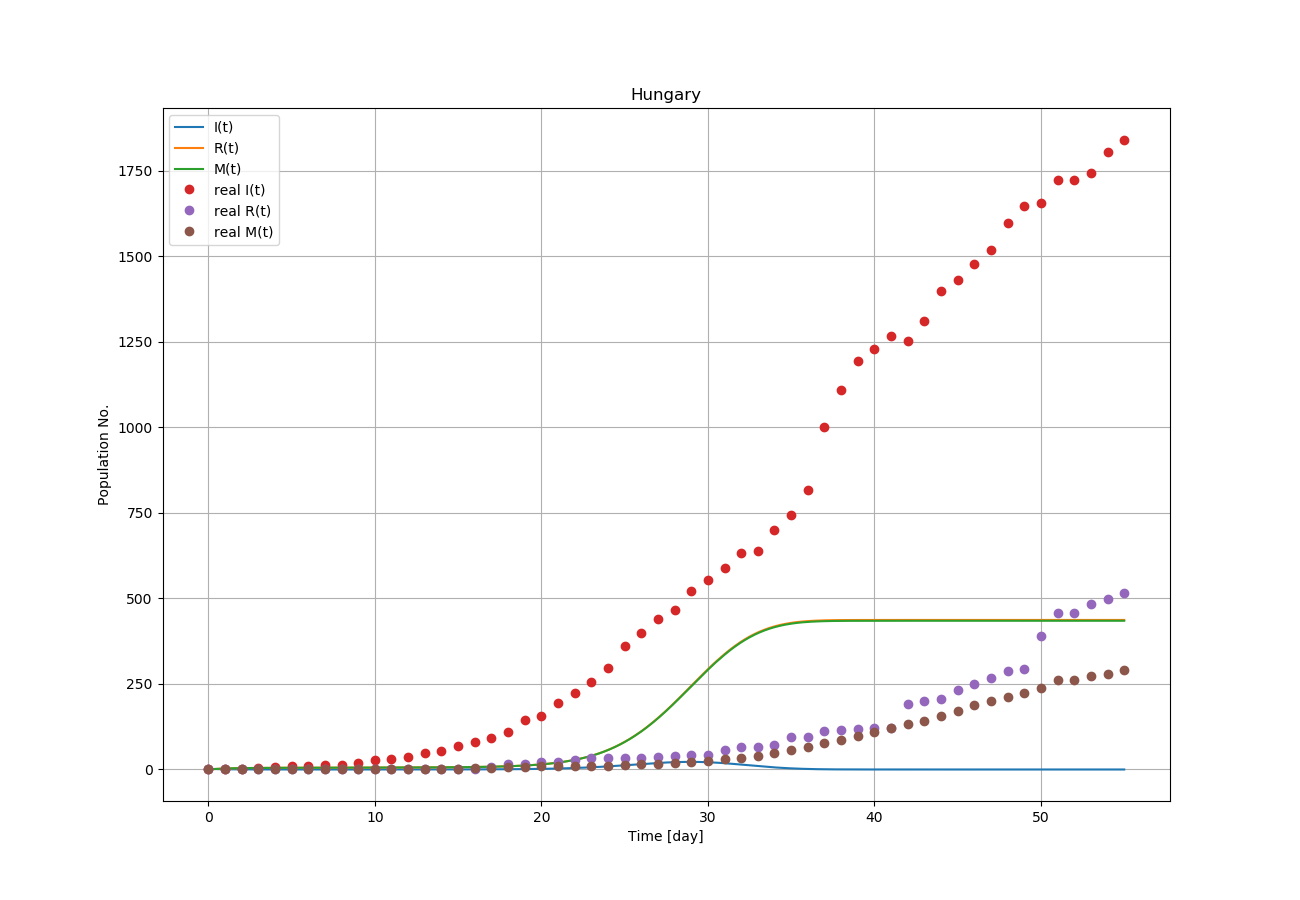 Hungary
I(t)
R(t)
M(t)
real I(t)
real R(t)
real M(t)
1750
1500
1250
1000
750
500
250
0
Population No.
0 10 20 30 40 50
Time [day]